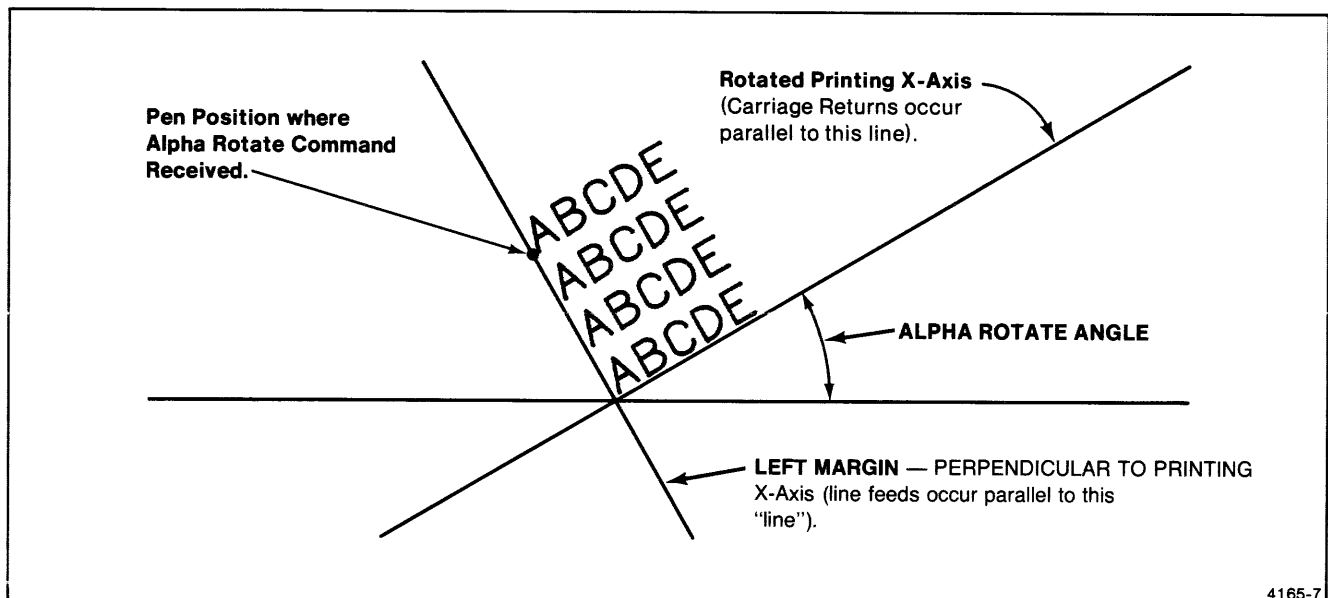 Rotated Printing X-Axis
(Carriage Returns occur
parallel to this line).
Pen Position where
Alpha Rotate Command
Received.
ABCDE
ABCDE
ABCDE
ABCDE
ALPHA ROTATE ANGLE
LEFT MARGIN — PERPENDICULAR TO PRINTING
X-Axis (line feeds occur parallel to this
"line").
4165-7